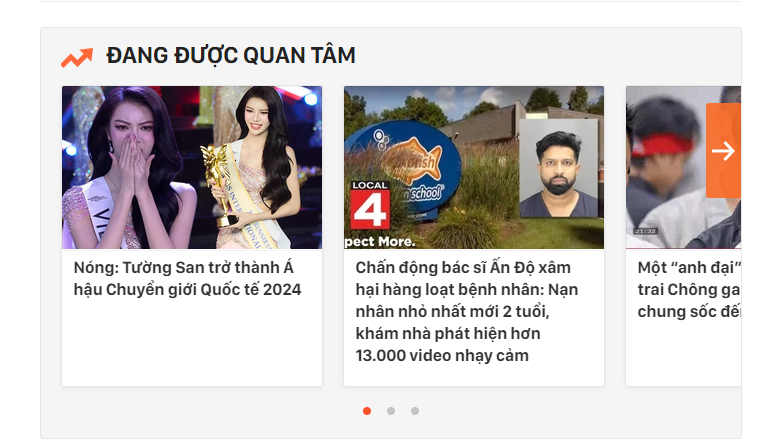 ĐANG ĐƯỢC QUAN TÂM
LOCAL
4
pect More.
school
21:32
Nóng: Tường San trở thành Á
hậu Chuyển giới Quốc tế 2024
Chấn động bác sĩ Ấn Độ xâm
hại hàng loạt bệnh nhân: Nạn
nhân nhỏ nhất mới 2 tuổi,
khám nhà phát hiện hơn
13.000 video nhạy cảm
Một “anh đại”
trai Chông ga
chung sốc đế